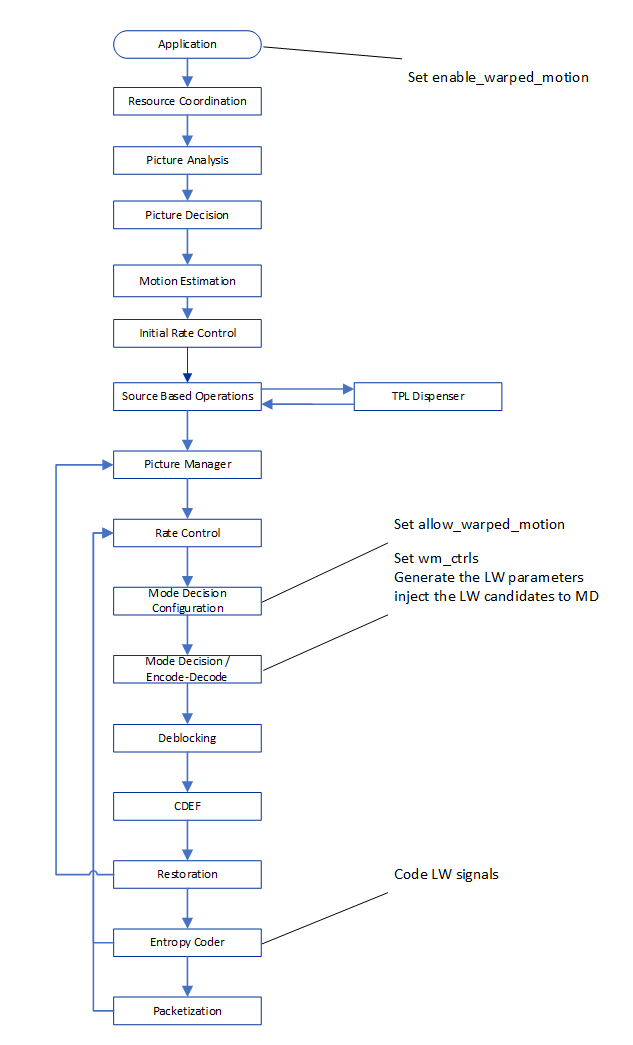 Application
Set enable_warped_motion
Resource Coordination
Picture Analysis
Picture Decision
Motion Estimation
Initial Rate Control
Source Based Operations
TPL Dispenser
Picture Manager
Rate Control
Set allow_warped_motion
Set wm_ctrls
Generate the LW parameters
inject the LW candidates to MD
Mode Decision
Configuration
Mode Decision /
Encode-Decode
Deblocking
CDEF
Restoration
Code LW signals
Entropy Coder
Packetization